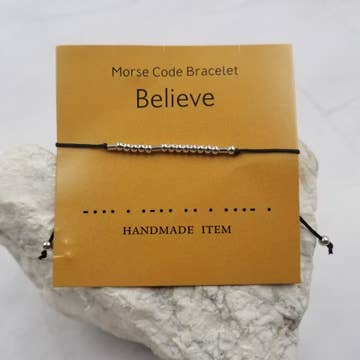 Morse Code Bracelet
Believe
-... . .-.. .. . ...- .
HANDMADE ITEM